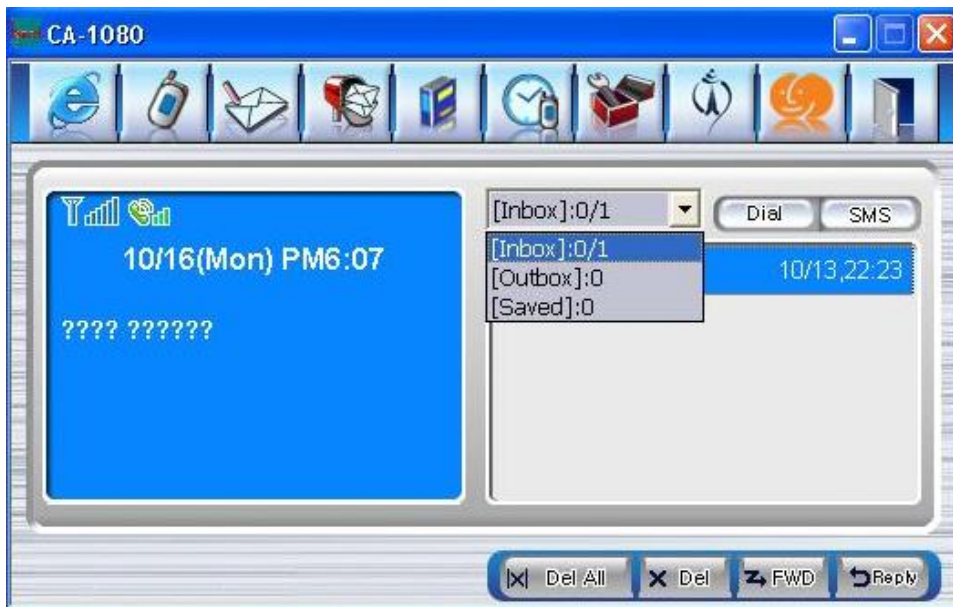 CA-1080
10/16(Mon) PM6:07
???? ??????
[Inbox]:0/1
Dial
SMS
[Inbox]:0/1
[Outbox]:0
[Saved]:0
10/13,22:23
Del All
Del
FWD
Reply